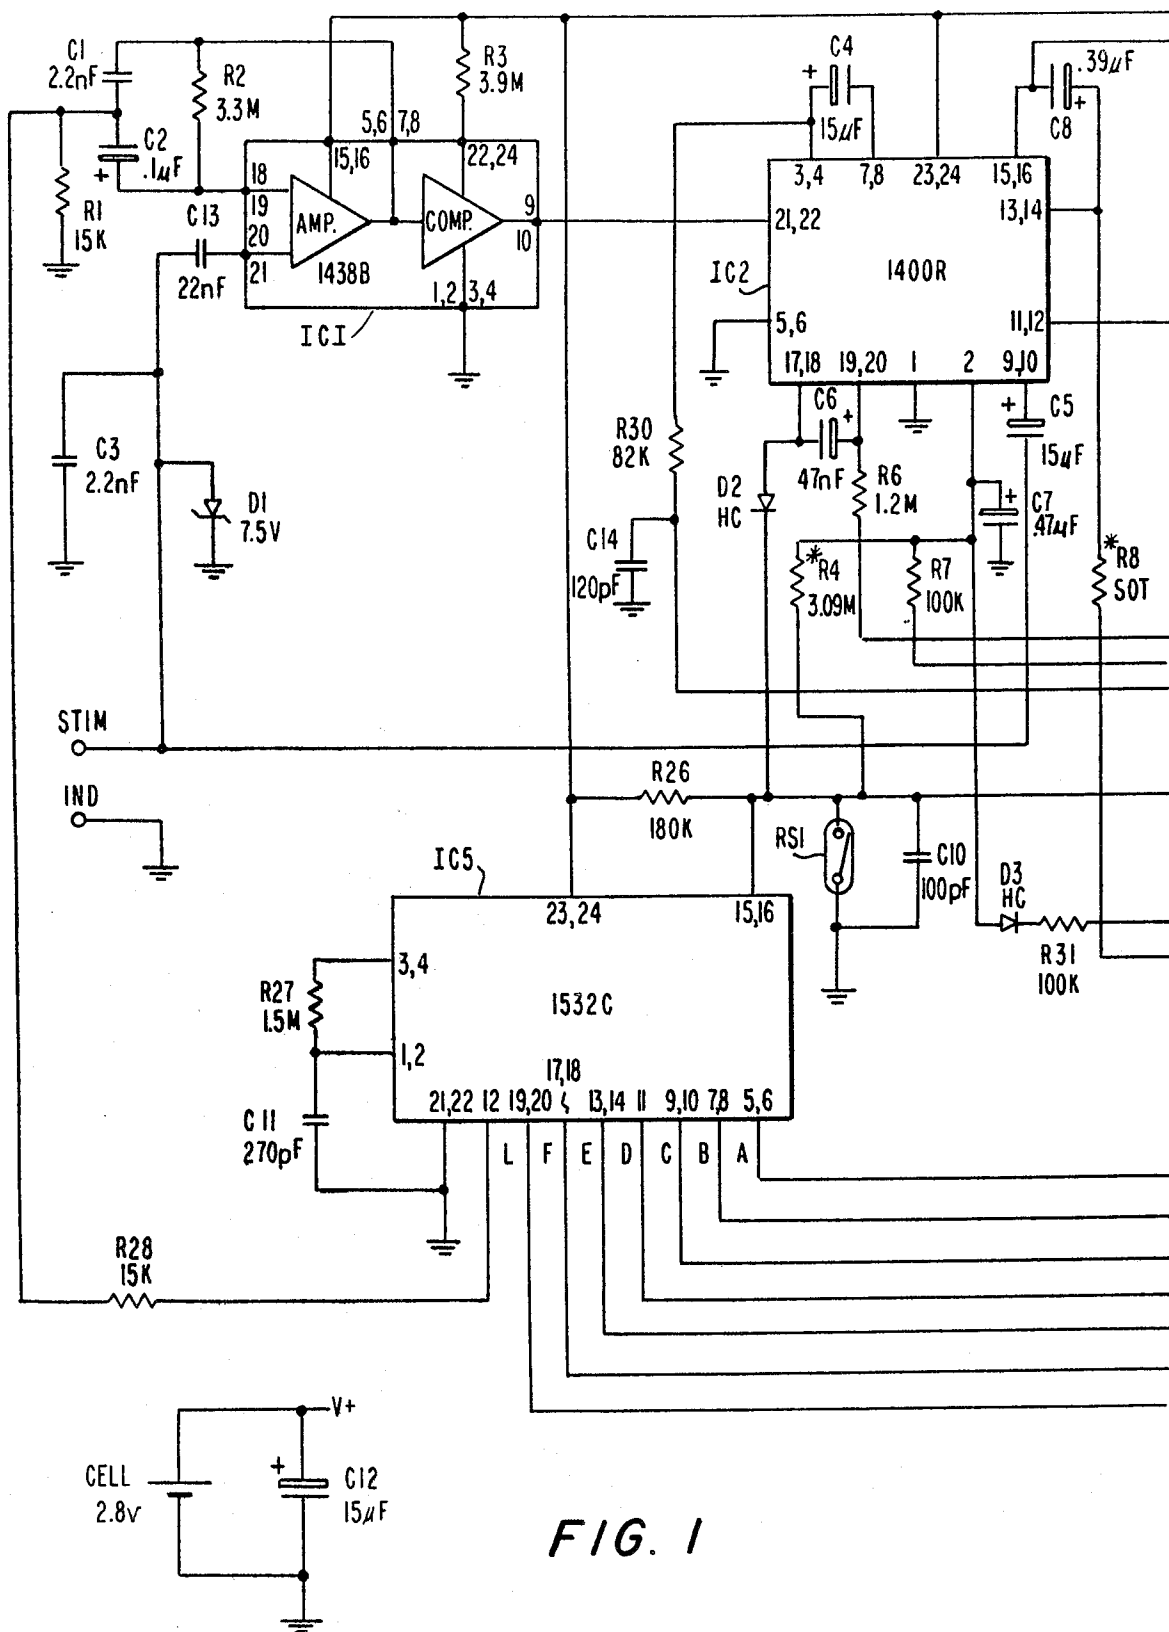 C1
2.2nF
R2
3.3M
R3
3.9M
C4
+
15µF
.39µF
+
C8
C2
.1µF
+
5,6
7,8
15,16
22,24
18
19
20
21
AMP.
COMP.
9
10
1438B
1,2
3,4
IC1
R1
15K
C13
22nF
3,4
7,8
23,24
15,16
13,14
21,22
1400R
IC2
5,6
11,12
17,18
19,20
1
2
9,10
C3
2.2nF
D1
7.5V
R30
82K
C6
+
47nF
+
C5
15µF
D2
HC
R6
1.2M
+
C7
.47µF
C14
120pF
*R4
3.09M
R7
100K
*R8
SOT
STIM
IND
R26
180K
RS1
C10
100pF
D3
HC
R31
100K
IC5
23,24
15,16
3,4
R27
1.5M
1532C
1,2
17,18
21,22
12
19,20
13,14
11
9,10
7,8
5,6
C11
270pF
L
F
E
D
C
B
A
R28
15K
V+
CELL
2.8v
+
C12
15µF
FIG. 1